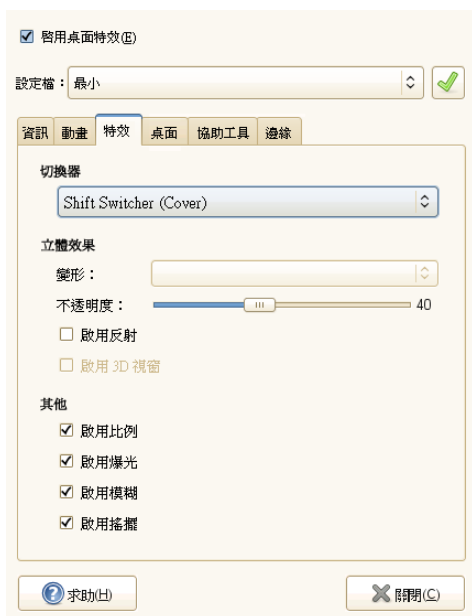 啓用桌面特效(E)
設定檔：最小
資訊 動畫 特效 桌面 協助工具 邊緣
切換器
Shift Switcher (Cover)
立體效果
變形：
不透明度： 40
啟用反射
啟用 3D 視窗
其他
啟用比例
啟用爆光
啟用模糊
啟用搖擺
求助(H) 關閉(C)